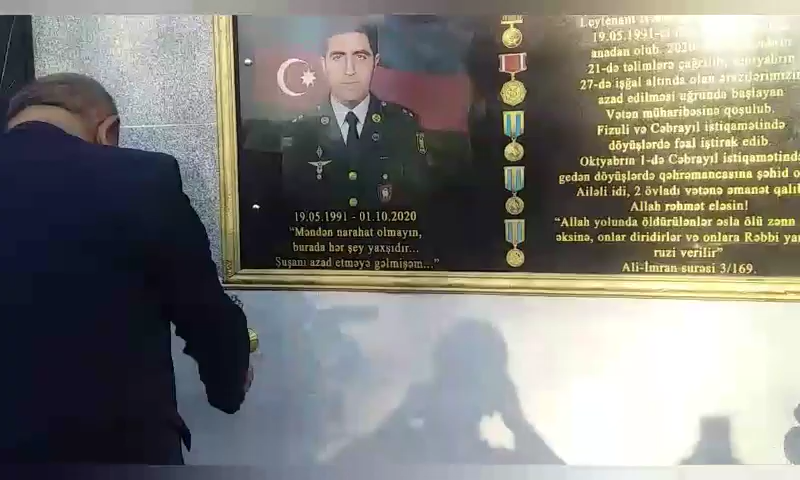 19.05.1991 - 01.10.2020
"Məndən narahat olmayın,
burada hər şey yaxşıdır...
Şuşanı azad etməyə gəlmişəm..."
Leytenant
19.05.1991-
anadan olub. 2020
21-də təlimlərə çağırılıb, sentyabrın
27-də işğal altında olan ərazilərimizin
azad edilməsi uğrunda başlayan
Vətən müharibəsinə qoşulub.
Fizuli və Cəbrayıl istiqamətində
döyüşlərdə fəal iştirak edib.
Oktyabrın 1-də Cəbrayıl istiqamətində
gedən döyüşlərdə qəhrəmancasına şəhid
Ailəli idi, 2 övladı vətənə əmanət
Allah rəhmət eləsin!
"Allah yolunda öldürülənlər əsla ölü zənn
əksinə, onlar diridirlər və onlara Rəbbi
ruzi verilir"
Ali-İmran surəsi 3/169.